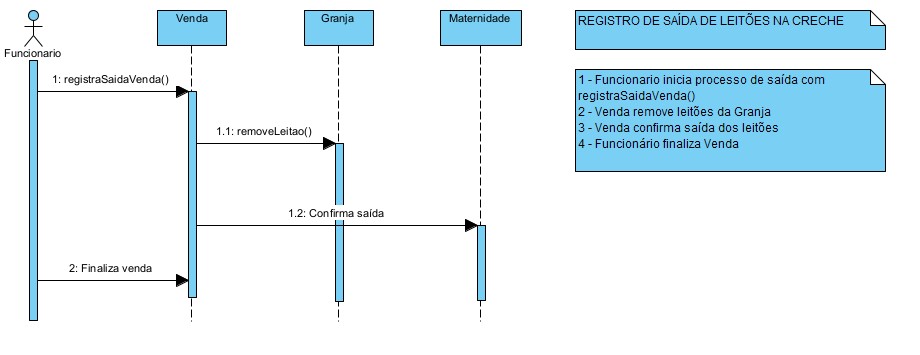 Venda
Granja
Maternidade
Funcionario
1: registraSaidaVenda()
1.1: removeLeitao()
1.2: Confirma saída
2: Finaliza venda
REGISTRO DE SAÍDA DE LEITÕES NA CRECHE
1 - Funcionario inicia processo de saída com
registraSaidaVenda()
2 - Venda remove leitões da Granja
3 - Venda confirma saída dos leitões
4 - Funcionário finaliza Venda